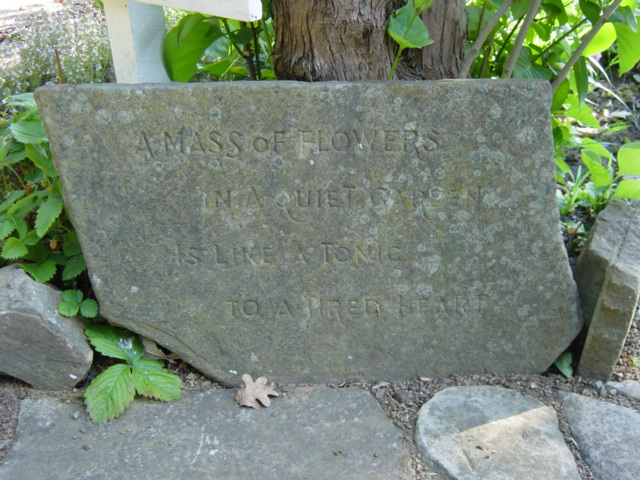 A MASS OF FLOWERS
IN A QUIET GARDEN
IS LIKE A TONIC
TO A TIRED HEART